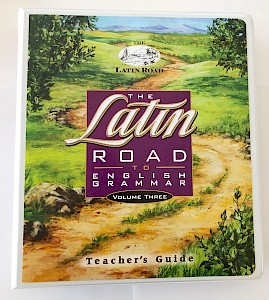 THE
LATIN ROAD
THE
Latin
ROAD
TO
ENGLISH
GRAMMAR
VOLUME THREE
Teacher's Guide